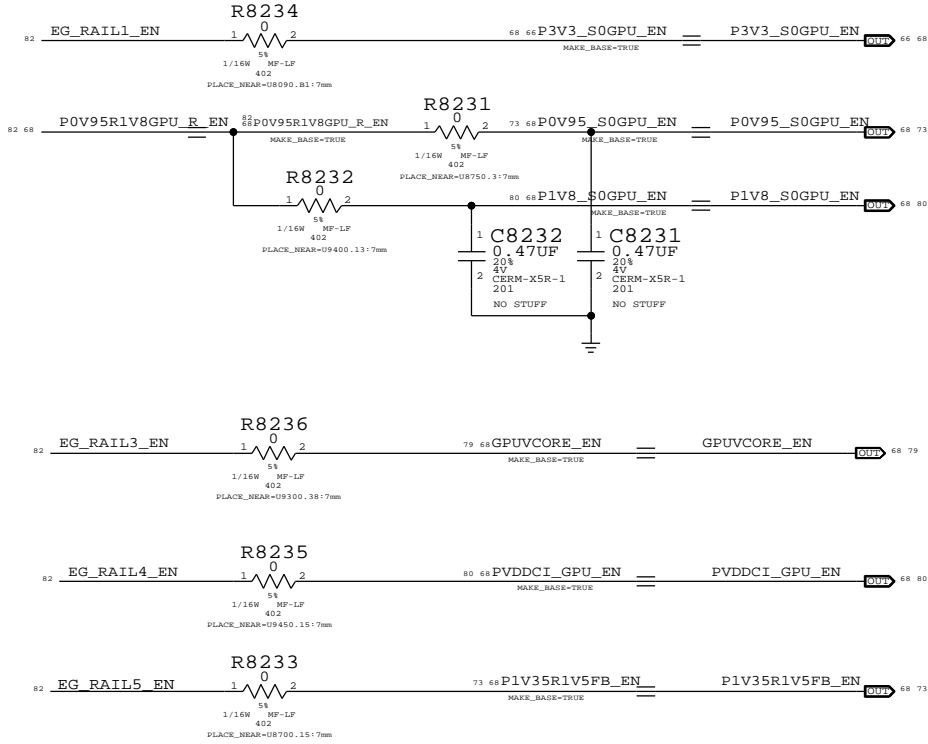 R8234
0
82 EG_RAIL1_EN 1 2 68 66 P3V3_S0GPU_EN P3V3_S0GPU_EN OUT 66 68
5% MAKE_BASE=TRUE
1/16W MF-LF
402
PLACE_NEAR=U8090.B1:7mm
R8231
0
82 68 P0V95R1V8GPU_R_EN 82 68 P0V95R1V8GPU_R_EN 1 2 73 68 P0V95_S0GPU_EN P0V95_S0GPU_EN OUT 68 73
MAKE_BASE=TRUE 5% MAKE_BASE=TRUE
1/16W MF-LF
402
PLACE_NEAR=U8750.3:7mm
R8232
0
1 2 80 68 P1V8_S0GPU_EN P1V8_S0GPU_EN OUT 68 80
5% MAKE_BASE=TRUE
1/16W MF-LF
402
PLACE_NEAR=U9400.13:7mm
1 C8232 1 C8231
0.47UF 0.47UF
20% 20%
4V 4V
2 CERM-X5R-1 2 CERM-X5R-1
201 201
NO STUFF NO STUFF
R8236
0
82 EG_RAIL3_EN 1 2 79 68 GPUVCORE_EN GPUVCORE_EN OUT 68 79
5% MAKE_BASE=TRUE
1/16W MF-LF
402
PLACE_NEAR=U9300.38:7mm
R8235
0
82 EG_RAIL4_EN 1 2 80 68 PVDDCI_GPU_EN PVDDCI_GPU_EN OUT 68 80
5% MAKE_BASE=TRUE
1/16W MF-LF
402
PLACE_NEAR=U9450.15:7mm
R8233
0
82 EG_RAIL5_EN 1 2 73 68 P1V35R1V5FB_EN P1V35R1V5FB_EN OUT 68 73
5% MAKE_BASE=TRUE
1/16W MF-LF
402
PLACE_NEAR=U8700.15:7mm